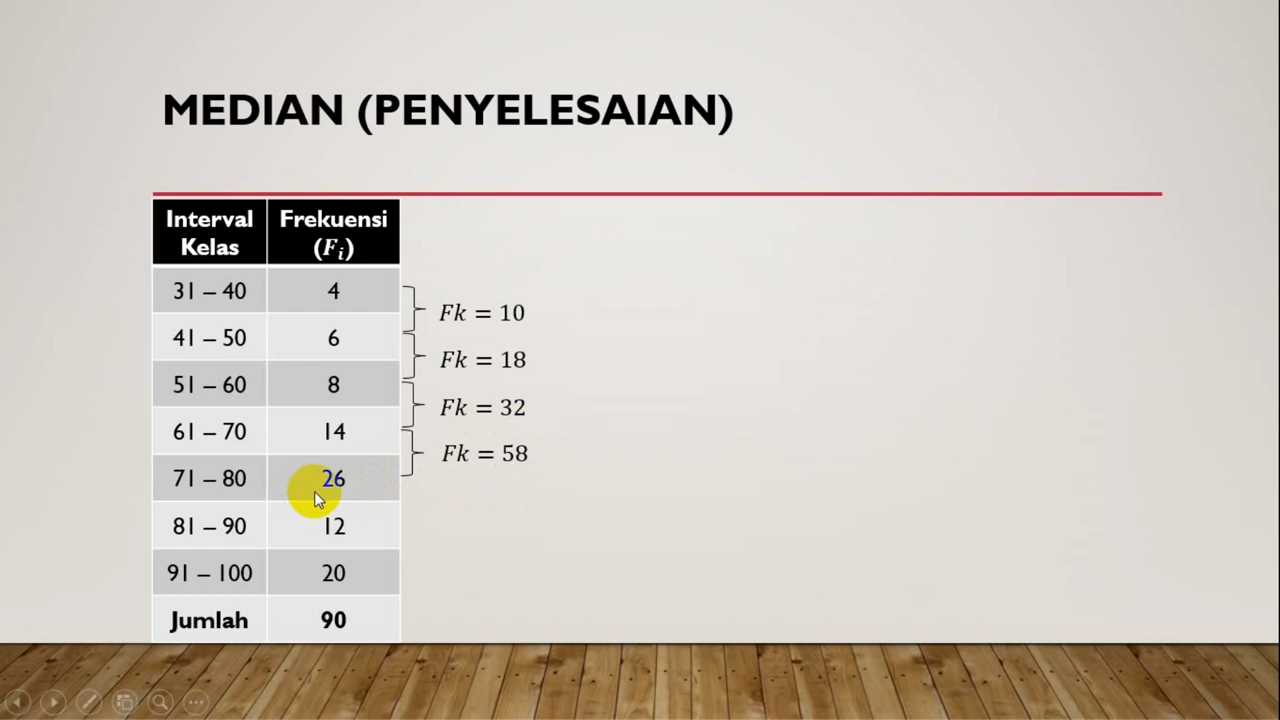 MEDIAN (PENYELESAIAN)
Interval Kelas
Frekuensi (Fᵢ)
31 – 40 4
41 – 50 6
51 – 60 8
61 – 70 14
71 – 80 26
81 – 90 12
91 – 100 20
Jumlah 90
Fk = 10
Fk = 18
Fk = 32
Fk = 58